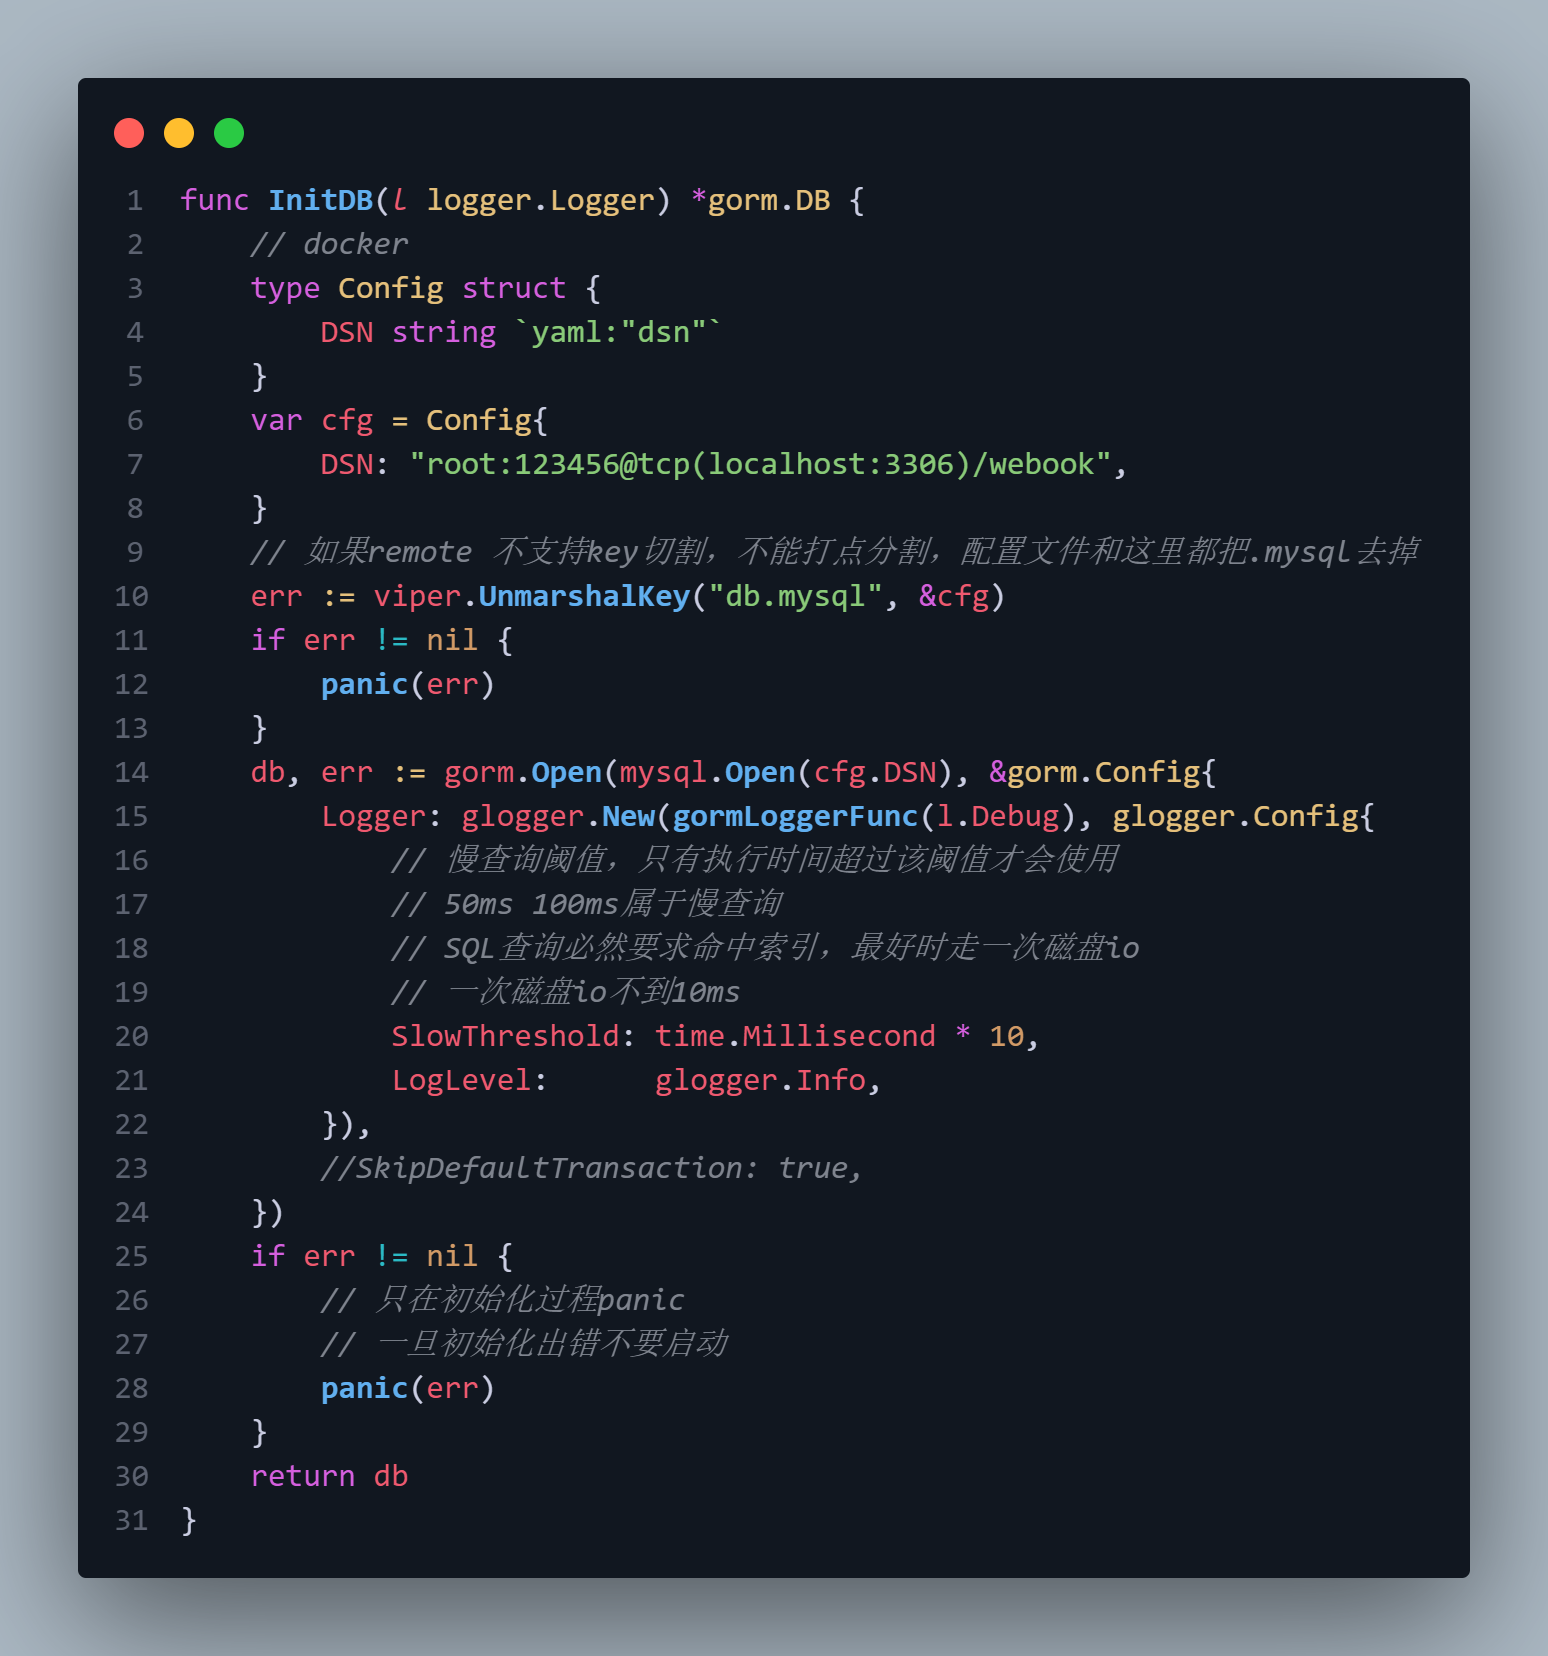 1 func InitDB(l logger.Logger) *gorm.DB {
2     // docker
3     type Config struct {
4         DSN string `yaml:"dsn"`
5     }
6     var cfg = Config{
7         DSN: "root:123456@tcp(localhost:3306)/webook",
8     }
9     // 如果remote 不支持key切割，不能打点分割，配置文件和这里都把.mysql去掉
10     err := viper.UnmarshalKey("db.mysql", &cfg)
11     if err != nil {
12         panic(err)
13     }
14     db, err := gorm.Open(mysql.Open(cfg.DSN), &gorm.Config{
15         Logger: glogger.New(gormLoggerFunc(l.Debug), glogger.Config{
16             // 慢查询阈值，只有执行时间超过该阈值才会使用
17             // 50ms 100ms属于慢查询
18             // SQL查询必然要求命中索引，最好时走一次磁盘io
19             // 一次磁盘io不到10ms
20             SlowThreshold: time.Millisecond * 10,
21             LogLevel:      glogger.Info,
22         }),
23         //SkipDefaultTransaction: true,
24     })
25     if err != nil {
26         // 只在初始化过程panic
27         // 一旦初始化出错不要启动
28         panic(err)
29     }
30     return db
31 }